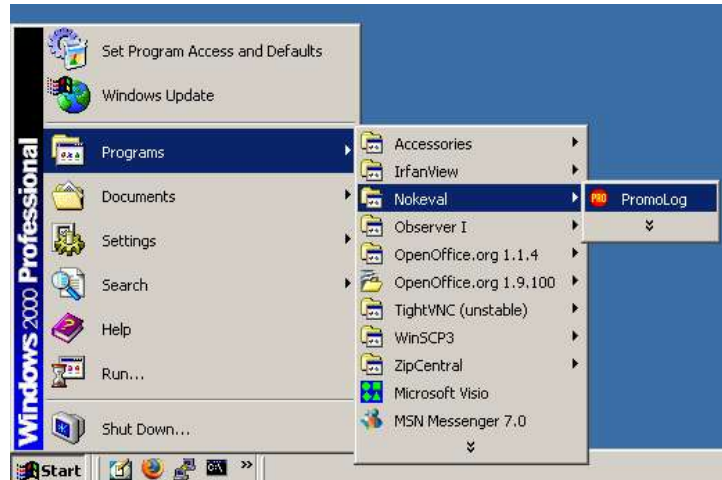 Windows 2000 Professional
Set Program Access and Defaults
Windows Update
Programs
Documents
Settings
Search
Help
Run...
Shut Down...
Accessories
IrfanView
Nokeval
Observer I
OpenOffice.org 1.1.4
OpenOffice.org 1.9.100
TightVNC (unstable)
WinSCP3
ZipCentral
Microsoft Visio
MSN Messenger 7.0
PRO PromoLog
Start